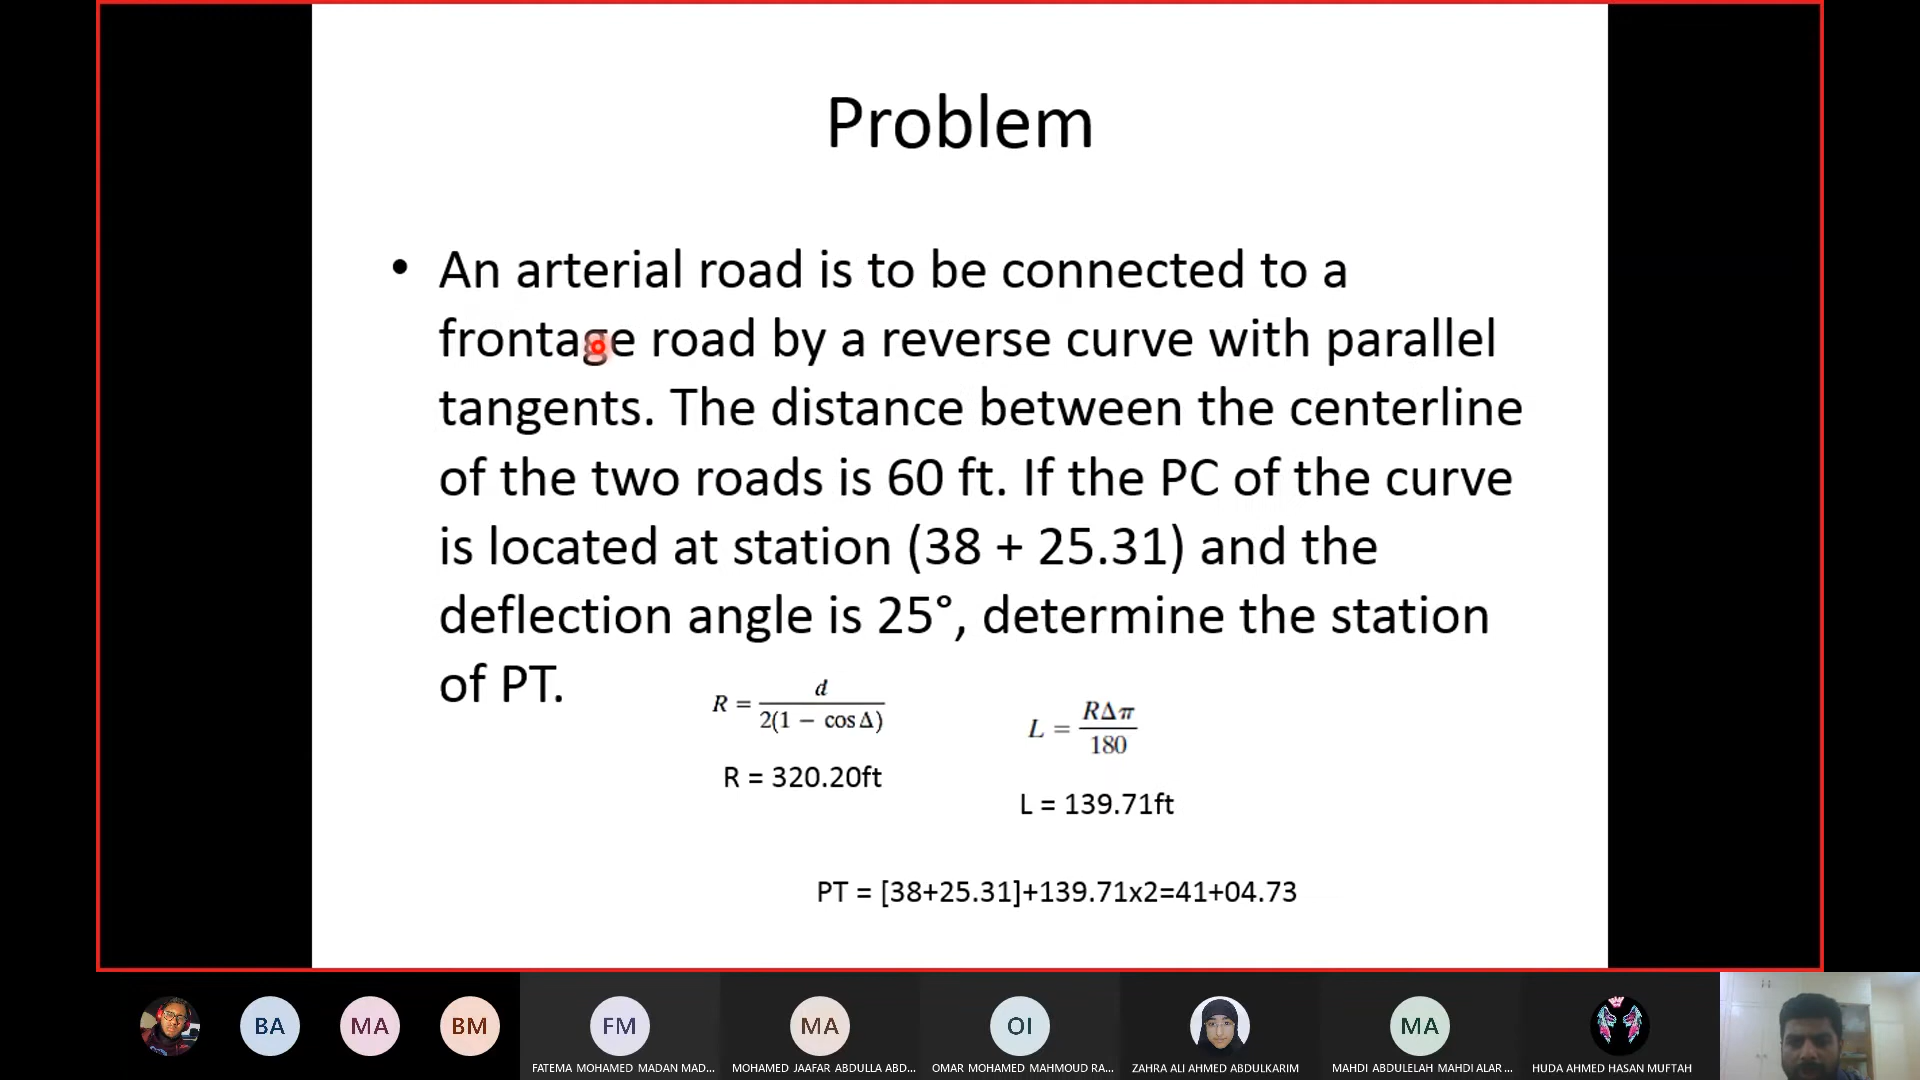 Problem
• An arterial road is to be connected to a
frontage road by a reverse curve with parallel
tangents. The distance between the centerline
of the two roads is 60 ft. If the PC of the curve
is located at station (38 + 25.31) and the
deflection angle is 25°, determine the station
of PT.
R = d / 2(1 − cos Δ)
L = RΔπ / 180
R = 320.20ft
L = 139.71ft
PT = [38+25.31]+139.71x2=41+04.73
BA
MA
BM
FM
MA
OI
MA
FATEMA MOHAMED MADAN MAD...
MOHAMED JAAFAR ABDULLA ABD...
OMAR MOHAMED MAHMOUD RA...
ZAHRA ALI AHMED ABDULKARIM
MAHDI ABDULELAH MAHDI ALAR...
HUDA AHMED HASAN MUFTAH